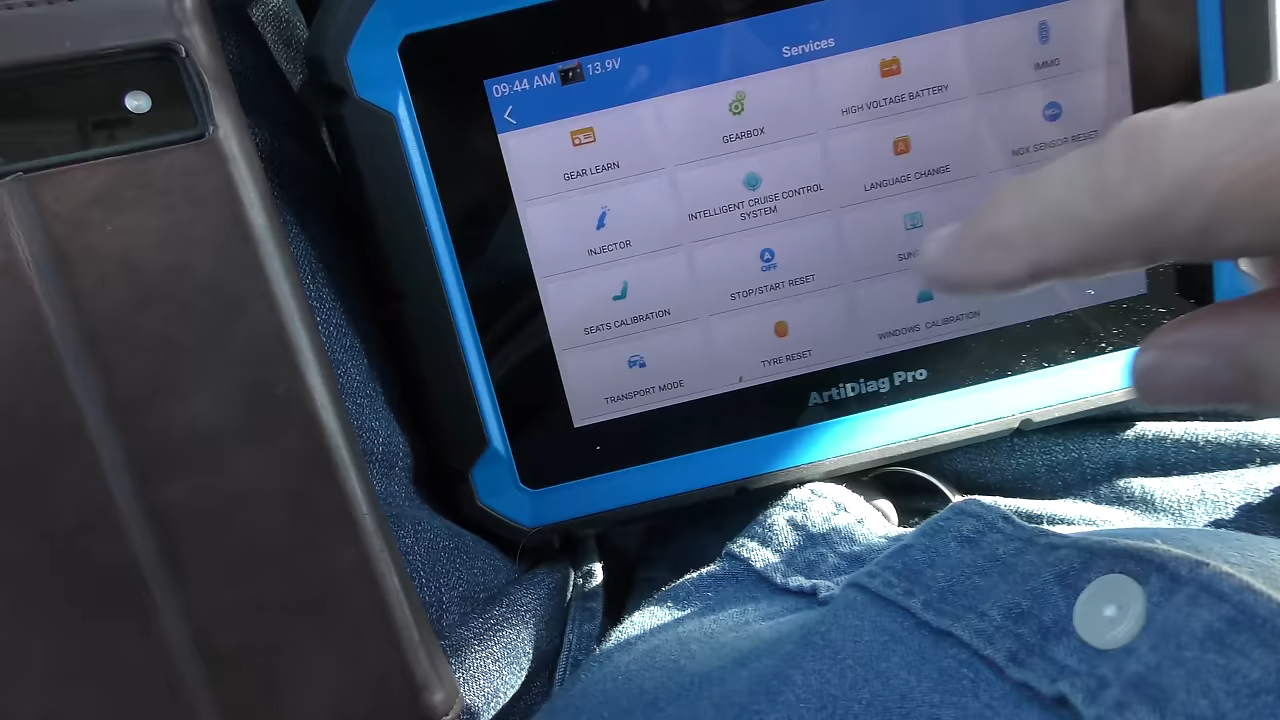 09:44 AM 13.9V
Services
GEAR LEARN
GEARBOX
HIGH VOLTAGE BATTERY
IMMO
INJECTOR
INTELLIGENT CRUISE CONTROL
SYSTEM
LANGUAGE CHANGE
NOX SENSOR RESET
SEATS CALIBRATION
A
OFF
STOP/START RESET
TRANSPORT MODE
TYRE RESET
WINDOWS CALIBRATION
ArtiDiag Pro